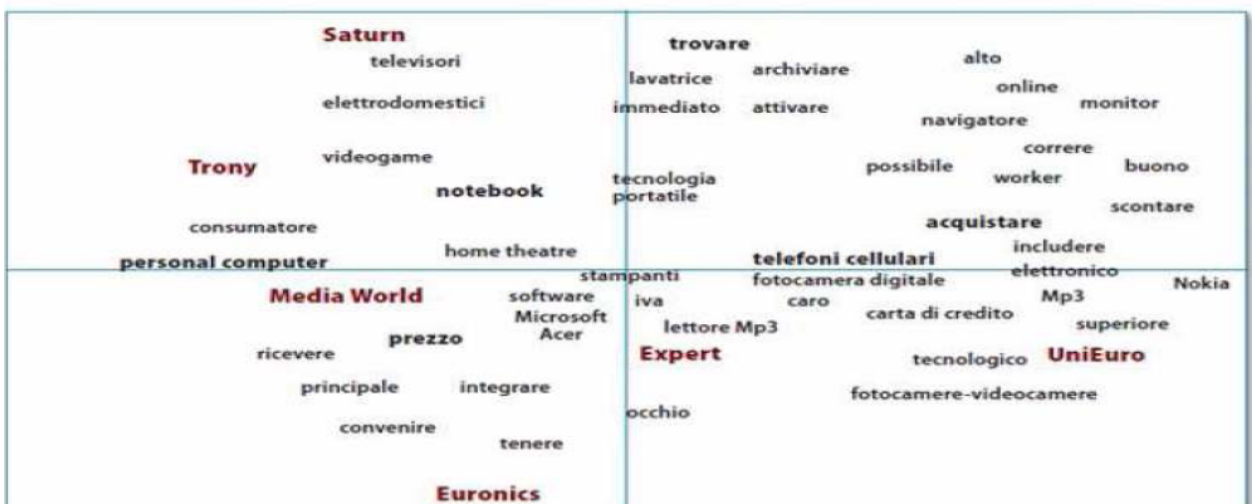 Saturn
trovare
televisori
alto
lavatrice
archiviare
online
elettrodomestici
immediato
attivare
monitor
navigatore
videogame
correre
Trony
possibile
buono
notebook
tecnologia
worker
portatile
scontare
consumatore
acquistare
home theatre
includere
personal computer
telefoni cellulari
stampanti
fotocamera digitale
elettronico
Nokia
Media World
software
iva
caro
Mp3
Microsoft
carta di credito
prezzo
Acer
lettore Mp3
superiore
ricevere
Expert
tecnologico
UniEuro
principale
integrare
fotocamere-videocamere
occhio
convenire
tenere
Euronics